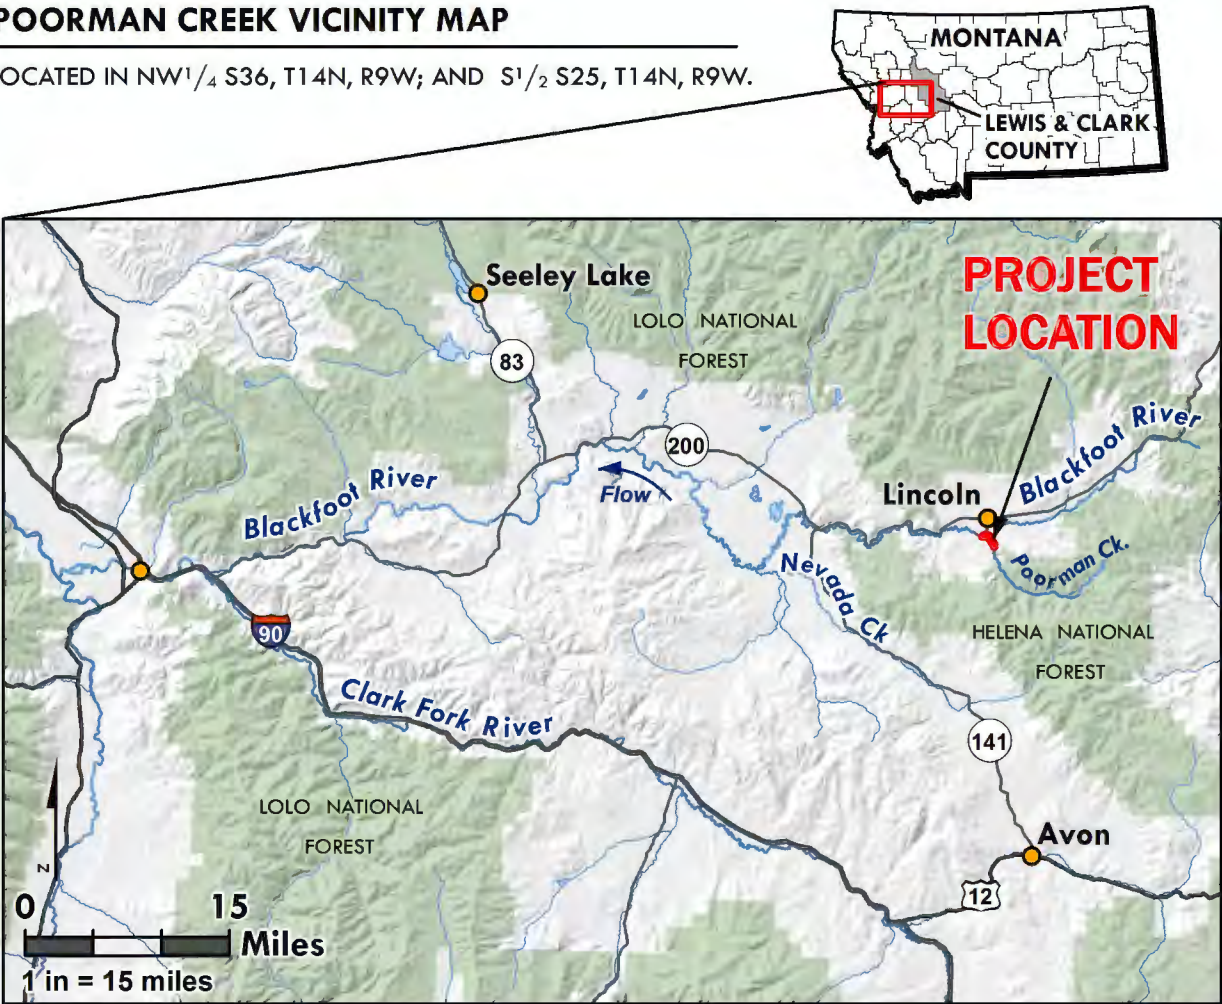 POORMAN CREEK VICINITY MAP
OCATED IN NW1/4 S36, T14N, R9W; AND S1/2 S25, T14N, R9W.
MONTANA
LEWIS & CLARK
COUNTY
Seeley Lake
PROJECT
LOCATION
LOLO NATIONAL
FOREST
83
200
Blackfoot River
Flow
Lincoln
Blackfoot River
Poorman Ck.
Nevada Ck
90
HELENA NATIONAL
FOREST
Clark Fork River
141
LOLO NATIONAL
FOREST
Avon
12
N
0 15
Miles
1 in = 15 miles